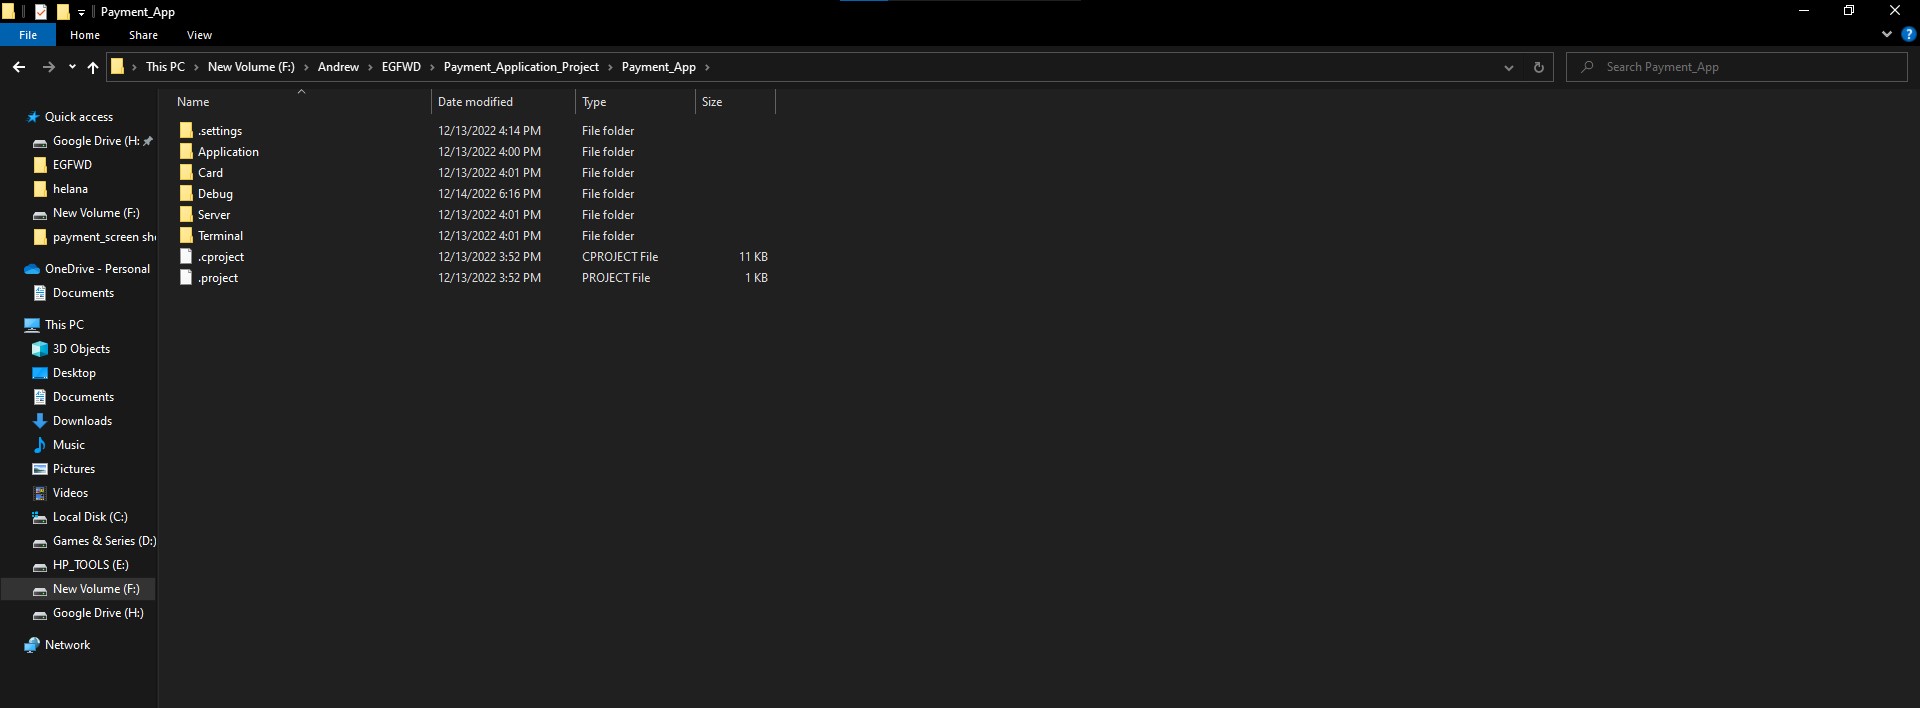 Payment_App
File Home Share View
This PC New Volume (F:) Andrew EGFWD Payment_Application_Project Payment_App
Search Payment_App
Name Date modified Type Size
.settings 12/13/2022 4:14 PM File folder
Application 12/13/2022 4:00 PM File folder
Card 12/13/2022 4:01 PM File folder
Debug 12/14/2022 6:16 PM File folder
Server 12/13/2022 4:01 PM File folder
Terminal 12/13/2022 4:01 PM File folder
.cproject 12/13/2022 3:52 PM CPROJECT File 11 KB
.project 12/13/2022 3:52 PM PROJECT File 1 KB
Quick access
Google Drive (H:
EGFWD
helana
New Volume (F:)
payment_screen sh
OneDrive - Personal
Documents
This PC
3D Objects
Desktop
Documents
Downloads
Music
Pictures
Videos
Local Disk (C:)
Games & Series (D:)
HP_TOOLS (E:)
New Volume (F:)
Google Drive (H:)
Network